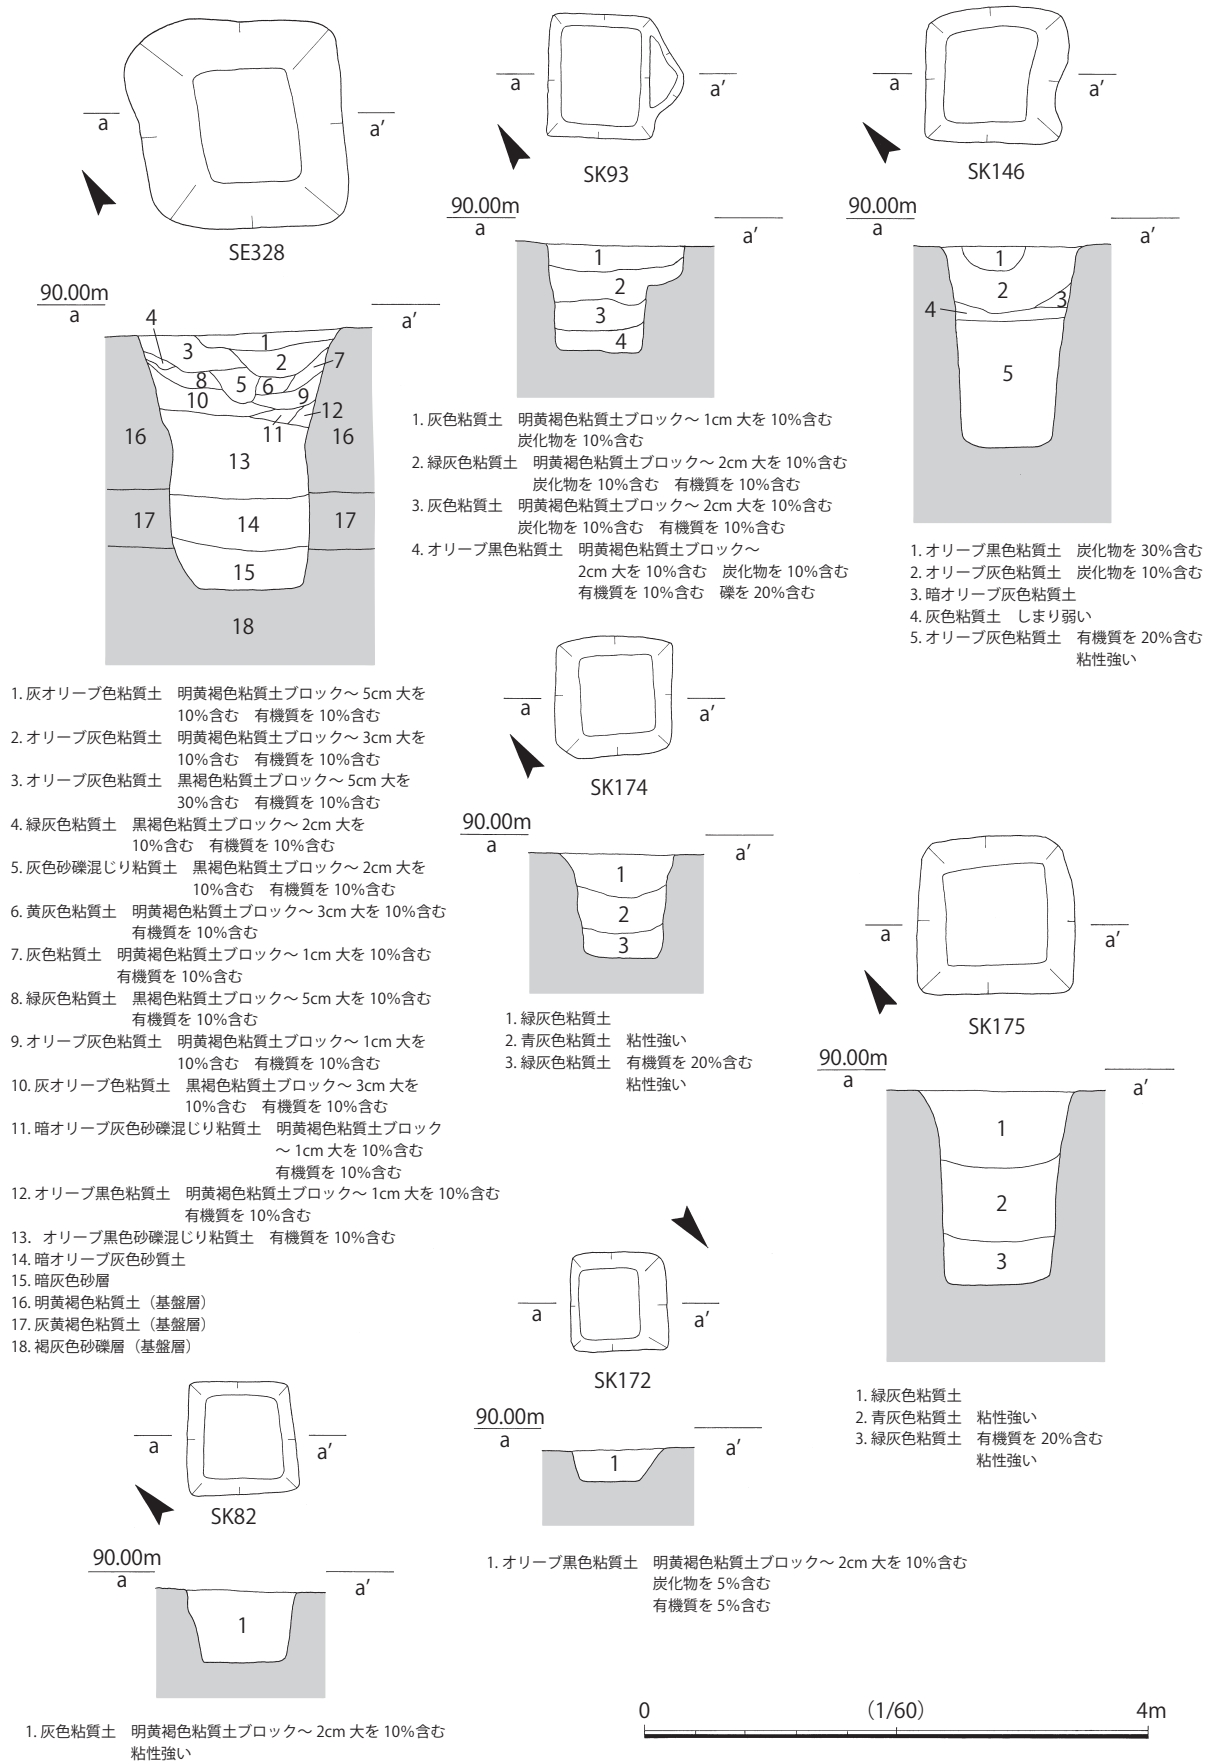 a
a′
SE328
90.00m
a
a′
1
2
3
4
5
6
7
8
9
10
11
12
13
14
15
16
16
17
17
18
1. 灰オリーブ色粘質土　明黄褐色粘質土ブロック～ 5cm 大を
10%含む　有機質を 10%含む
2. オリーブ灰色粘質土　明黄褐色粘質土ブロック～ 3cm 大を
10%含む　有機質を 10%含む
3. オリーブ灰色粘質土　黒褐色粘質土ブロック～ 5cm 大を
30%含む　有機質を 10%含む
4. 緑灰色粘質土　黒褐色粘質土ブロック～ 2cm 大を
10%含む　有機質を 10%含む
5. 灰色砂礫混じり粘質土　黒褐色粘質土ブロック～ 2cm 大を
10%含む　有機質を 10%含む
6. 黄灰色粘質土　明黄褐色粘質土ブロック～ 3cm 大を 10%含む
有機質を 10%含む
7. 灰色粘質土　明黄褐色粘質土ブロック～ 1cm 大を 10%含む
有機質を 10%含む
8. 緑灰色粘質土　黒褐色粘質土ブロック～ 5cm 大を 10%含む
有機質を 10%含む
9. オリーブ灰色粘質土　明黄褐色粘質土ブロック～ 1cm 大を
10%含む　有機質を 10%含む
10. 灰オリーブ色粘質土　黒褐色粘質土ブロック～ 3cm 大を
10%含む　有機質を 10%含む
11. 暗オリーブ灰色砂礫混じり粘質土　明黄褐色粘質土ブロック
～ 1cm 大を 10%含む
有機質を 10%含む
12. オリーブ黒色粘質土　明黄褐色粘質土ブロック～ 1cm 大を 10%含む
有機質を 10%含む
13. オリーブ黒色砂礫混じり粘質土　有機質を 10%含む
14. 暗オリーブ灰色砂質土
15. 暗灰色砂層
16. 明黄褐色粘質土（基盤層）
17. 灰黄褐色粘質土（基盤層）
18. 褐灰色砂礫層（基盤層）
a
a′
SK82
90.00m
a
a′
1
1. 灰色粘質土　明黄褐色粘質土ブロック～ 2cm 大を 10%含む
粘性強い
a
a′
SK93
90.00m
a
a′
1
2
3
4
1. 灰色粘質土　明黄褐色粘質土ブロック～ 1cm 大を 10%含む
炭化物を 10%含む
2. 緑灰色粘質土　明黄褐色粘質土ブロック～ 2cm 大を 10%含む
炭化物を 10%含む　有機質を 10%含む
3. 灰色粘質土　明黄褐色粘質土ブロック～ 2cm 大を 10%含む
炭化物を 10%含む　有機質を 10%含む
4. オリーブ黒色粘質土　明黄褐色粘質土ブロック～
2cm 大を 10%含む　炭化物を 10%含む
有機質を 10%含む　礫を 20%含む
a
a′
SK174
90.00m
a
a′
1
2
3
1. 緑灰色粘質土
2. 青灰色粘質土　粘性強い
3. 緑灰色粘質土　有機質を 20%含む
粘性強い
a
a′
SK172
90.00m
a
a′
1
1. オリーブ黒色粘質土　明黄褐色粘質土ブロック～ 2cm 大を 10%含む
炭化物を 5%含む
有機質を 5%含む
a
a′
SK146
90.00m
a
a′
1
2
3
4
5
1. オリーブ黒色粘質土　炭化物を 30%含む
2. オリーブ灰色粘質土　炭化物を 10%含む
3. 暗オリーブ灰色粘質土
4. 灰色粘質土　しまり弱い
5. オリーブ灰色粘質土　有機質を 20%含む
粘性強い
a
a′
SK175
90.00m
a
a′
1
2
3
1. 緑灰色粘質土
2. 青灰色粘質土　粘性強い
3. 緑灰色粘質土　有機質を 20%含む
粘性強い
0　（1/60）　4m